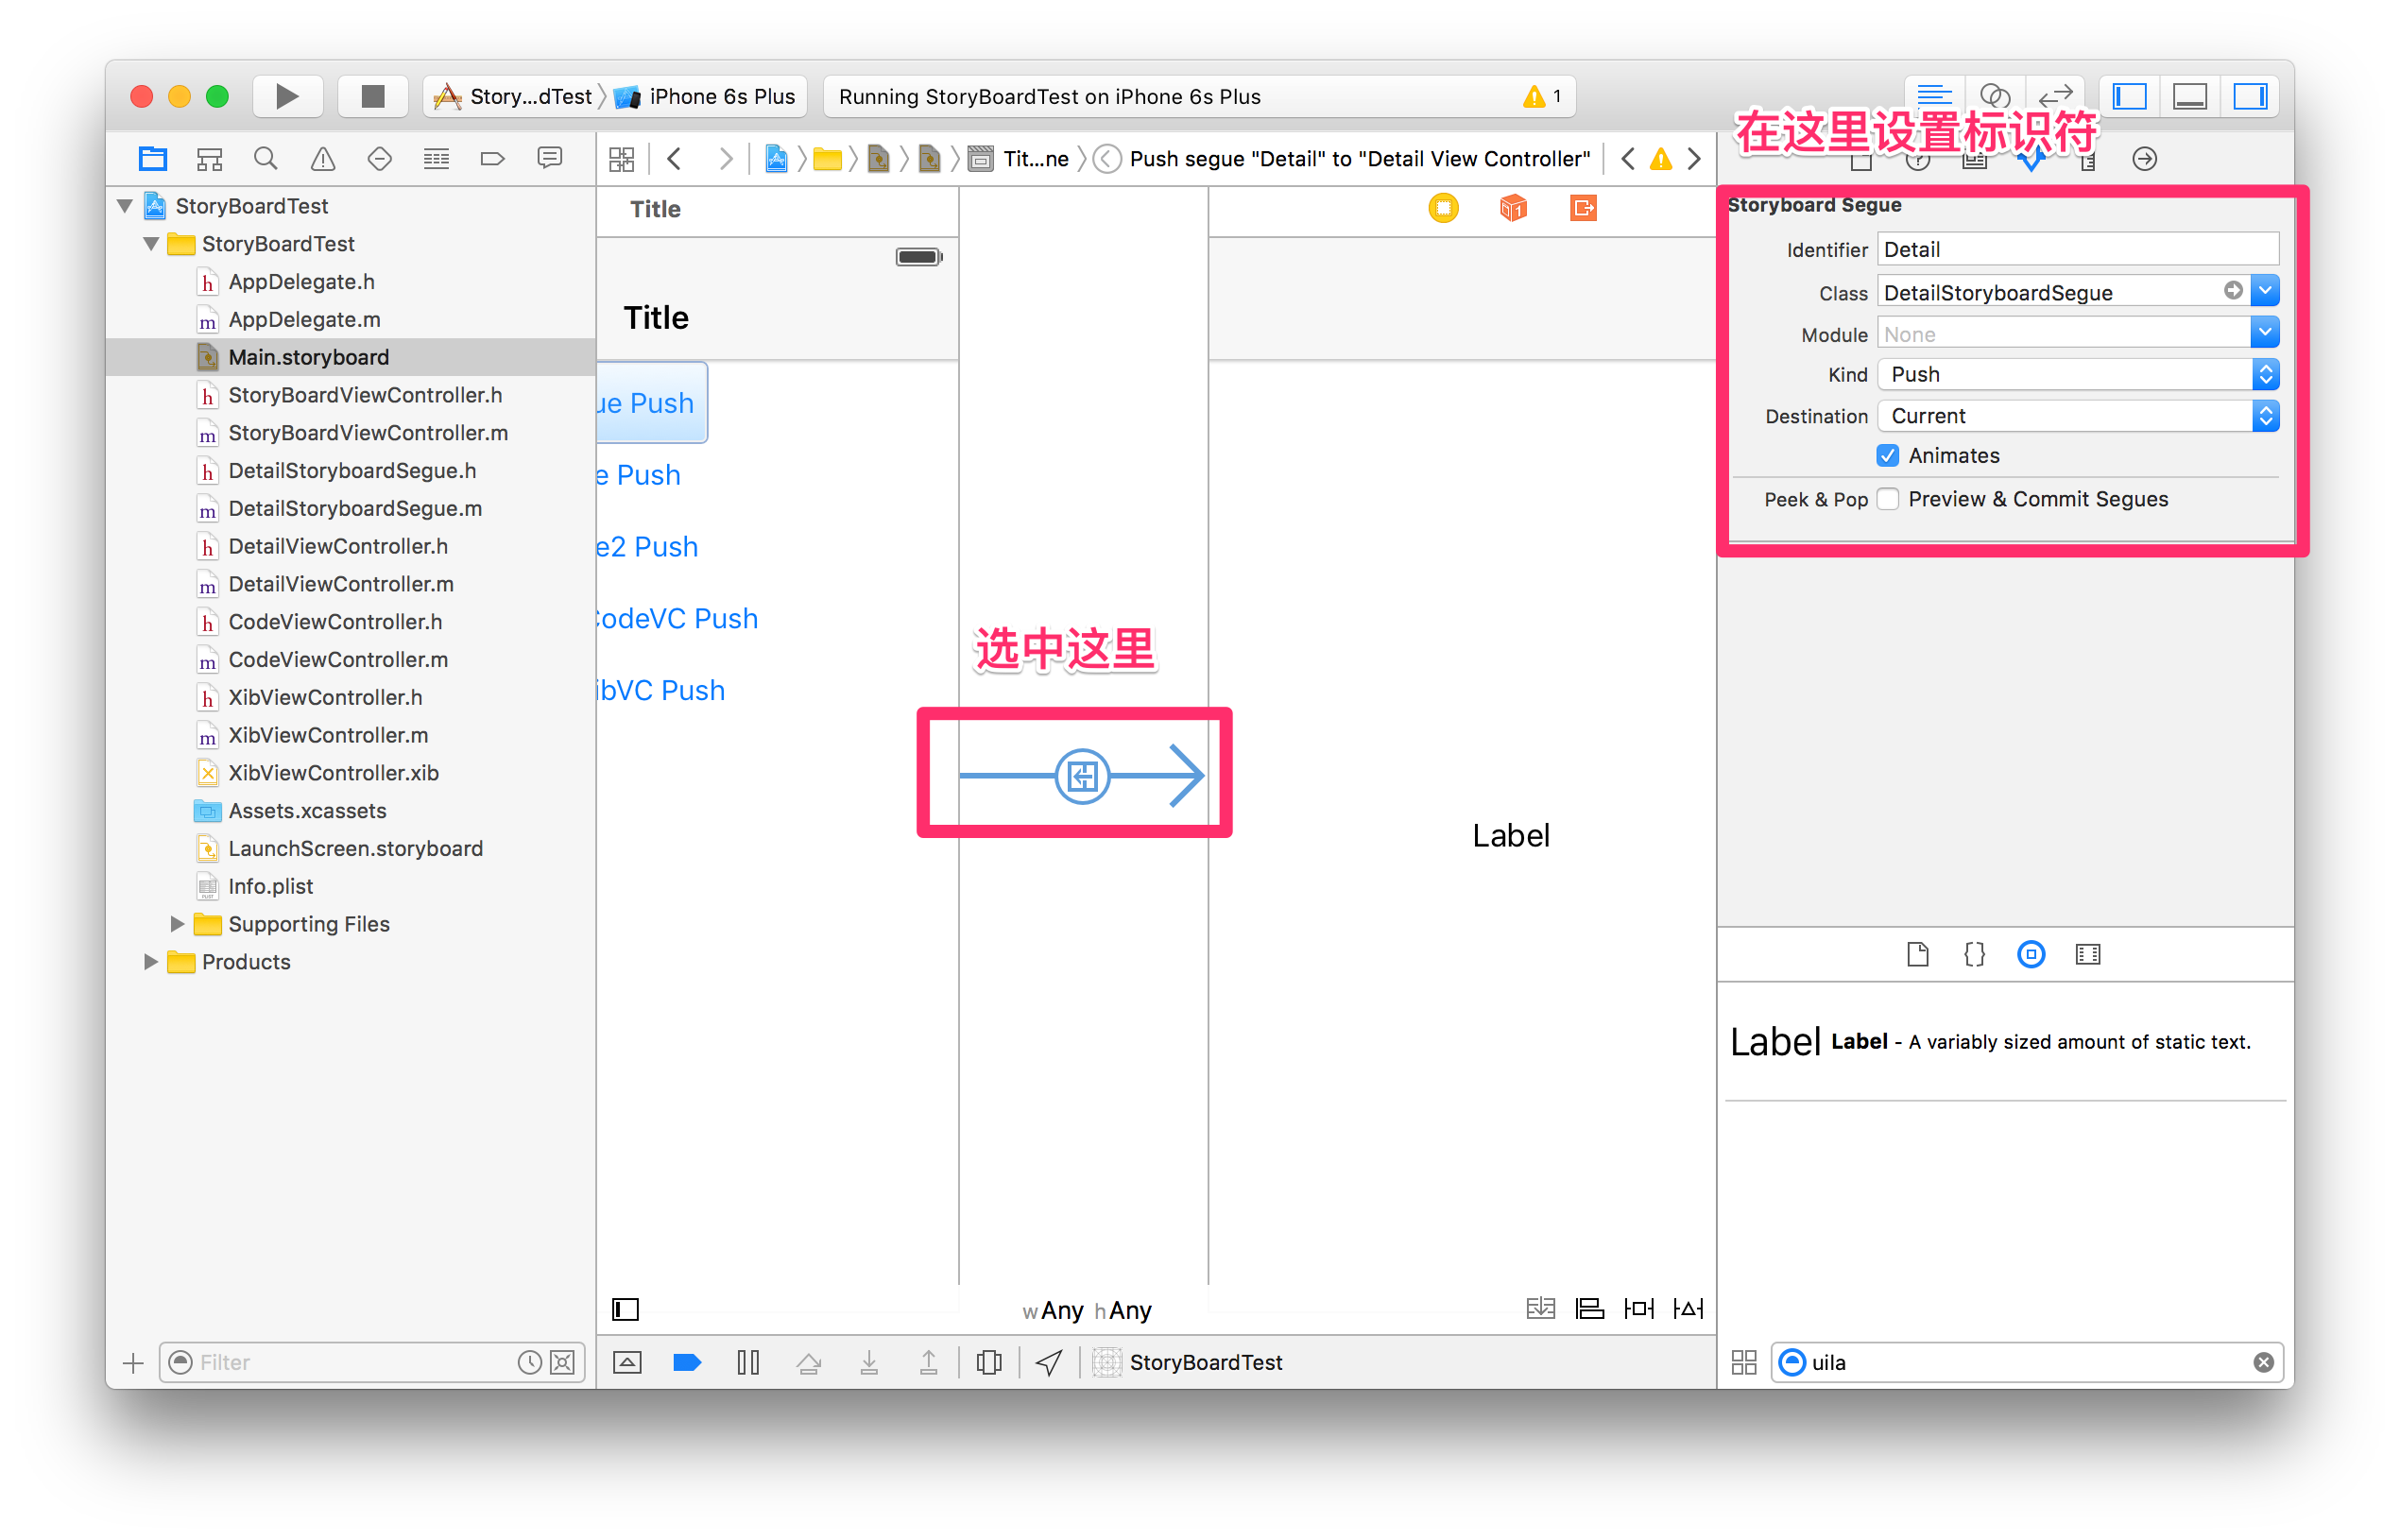 Story...dTest
iPhone 6s Plus
Running StoryBoardTest on iPhone 6s Plus
1
在这里设置标识符
Tit...ne
Push segue "Detail" to "Detail View Controller"
StoryBoardTest
StoryBoardTest
AppDelegate.h
AppDelegate.m
Main.storyboard
StoryBoardViewController.h
StoryBoardViewController.m
DetailStoryboardSegue.h
DetailStoryboardSegue.m
DetailViewController.h
DetailViewController.m
CodeViewController.h
CodeViewController.m
XibViewController.h
XibViewController.m
XibViewController.xib
Assets.xcassets
LaunchScreen.storyboard
Info.plist
Supporting Files
Products
Filter
Title
Title
ue Push
e Push
e2 Push
CodeVC Push
ibVC Push
选中这里
Label
wAny hAny
StoryBoardTest
Storyboard Segue
Identifier Detail
Class DetailStoryboardSegue
Module None
Kind Push
Destination Current
Animates
Peek & Pop Preview & Commit Segues
Label Label - A variably sized amount of static text.
uila